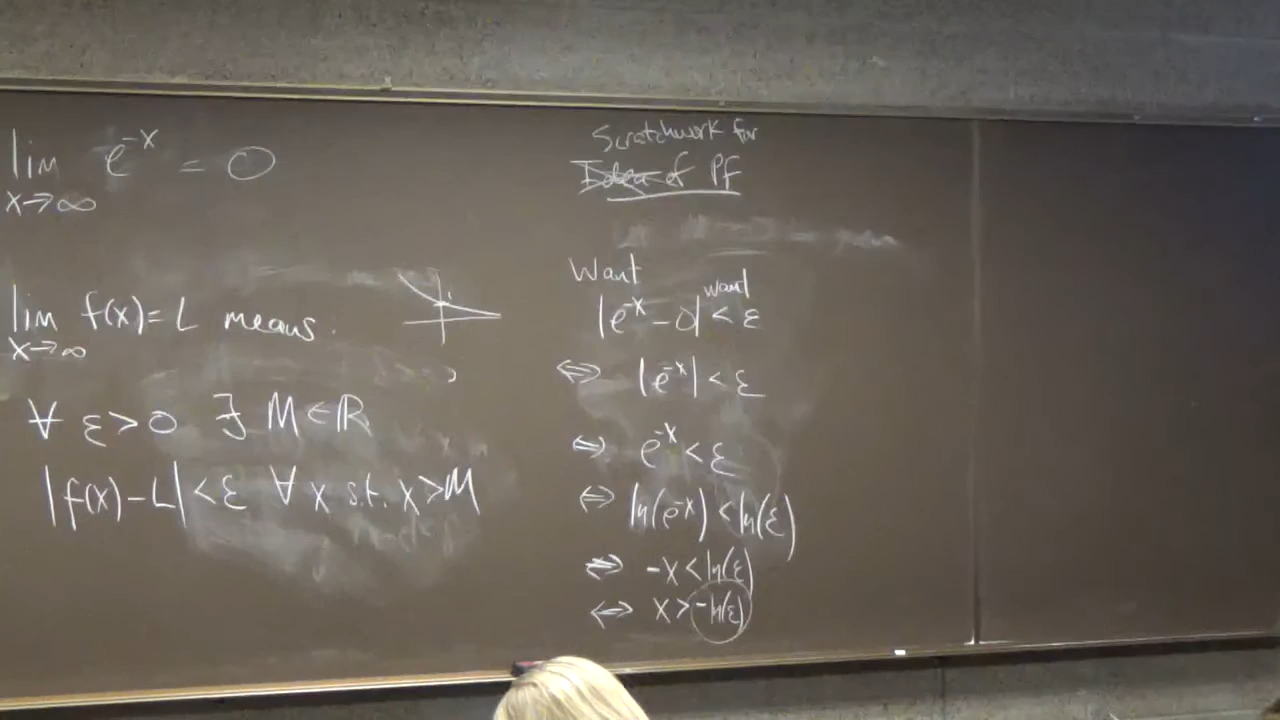 lim e^-x = 0
x→∞
lim f(x) = L means.
x→∞
∀ ε>0 ∃ M∈ℝ
|f(x)-L|<ε ∀ x s.t. x>M
Scratchwork for
Idea of Pf
Want
want
|e^-x - 0| < ε
⇔ |e^-x| < ε
⇔ e^-x < ε
⇔ ln(e^-x) < ln(ε)
⇔ -x < ln(ε)
⇔ x > -ln(ε)